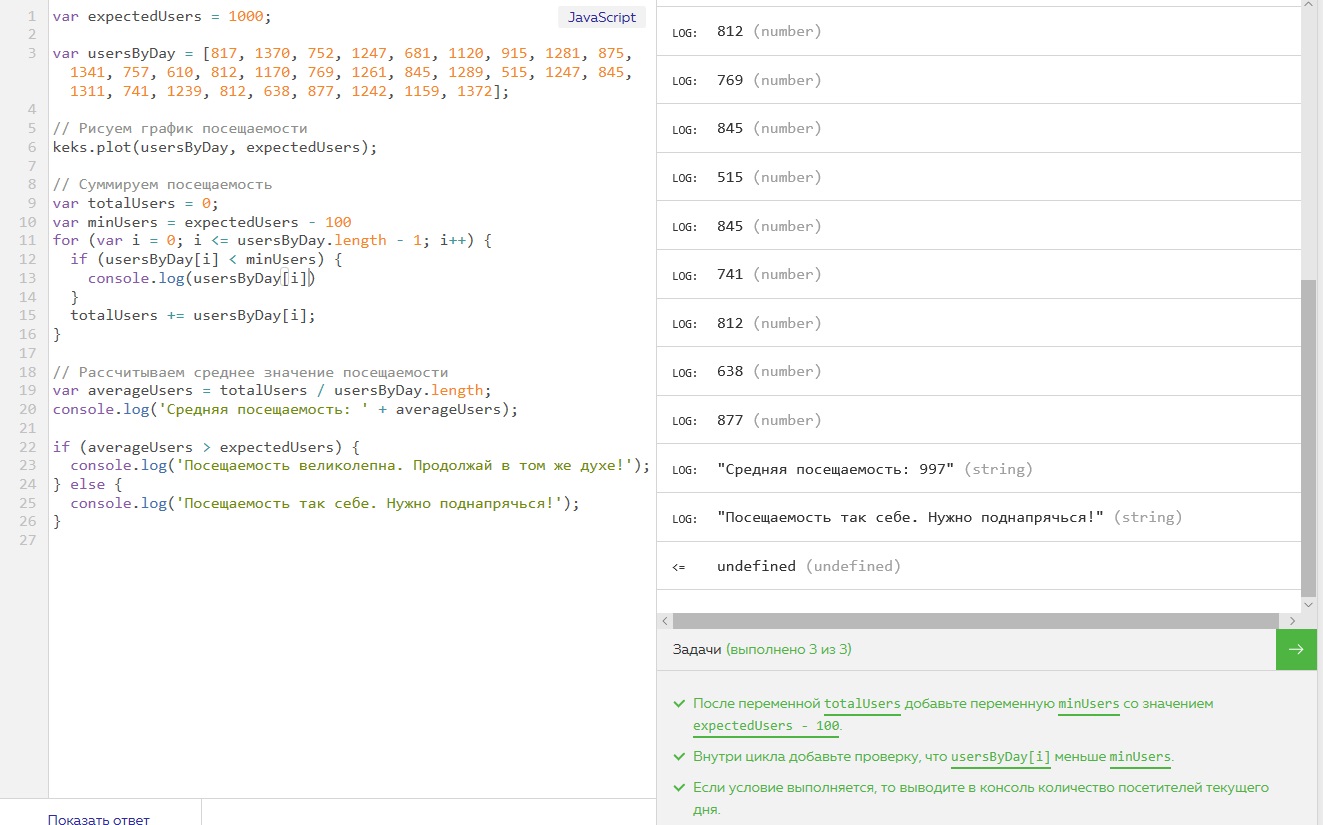 JavaScript
1 var expectedUsers = 1000;
2
3 var usersByDay = [817, 1370, 752, 1247, 681, 1120, 915, 1281, 875,
1341, 757, 610, 812, 1170, 769, 1261, 845, 1289, 515, 1247, 845,
1311, 741, 1239, 812, 638, 877, 1242, 1159, 1372];
4
5 // Рисуем график посещаемости
6 keks.plot(usersByDay, expectedUsers);
7
8 // Суммируем посещаемость
9 var totalUsers = 0;
10 var minUsers = expectedUsers - 100
11 for (var i = 0; i <= usersByDay.length - 1; i++) {
12 if (usersByDay[i] < minUsers) {
13 console.log(usersByDay[i])
14 }
15 totalUsers += usersByDay[i];
16 }
17
18 // Рассчитываем среднее значение посещаемости
19 var averageUsers = totalUsers / usersByDay.length;
20 console.log('Средняя посещаемость: ' + averageUsers);
21
22 if (averageUsers > expectedUsers) {
23 console.log('Посещаемость великолепна. Продолжай в том же духе!');
24 } else {
25 console.log('Посещаемость так себе. Нужно поднапрячься!');
26 }
27
Показать ответ
LOG: 812 (number)
LOG: 769 (number)
LOG: 845 (number)
LOG: 515 (number)
LOG: 845 (number)
LOG: 741 (number)
LOG: 812 (number)
LOG: 638 (number)
LOG: 877 (number)
LOG: "Средняя посещаемость: 997" (string)
LOG: "Посещаемость так себе. Нужно поднапрячься!" (string)
<= undefined (undefined)
Задачи (выполнено 3 из 3)
После переменной totalUsers добавьте переменную minUsers со значением
expectedUsers - 100.
Внутри цикла добавьте проверку, что usersByDay[i] меньше minUsers.
Если условие выполняется, то выводите в консоль количество посетителей текущего
дня.